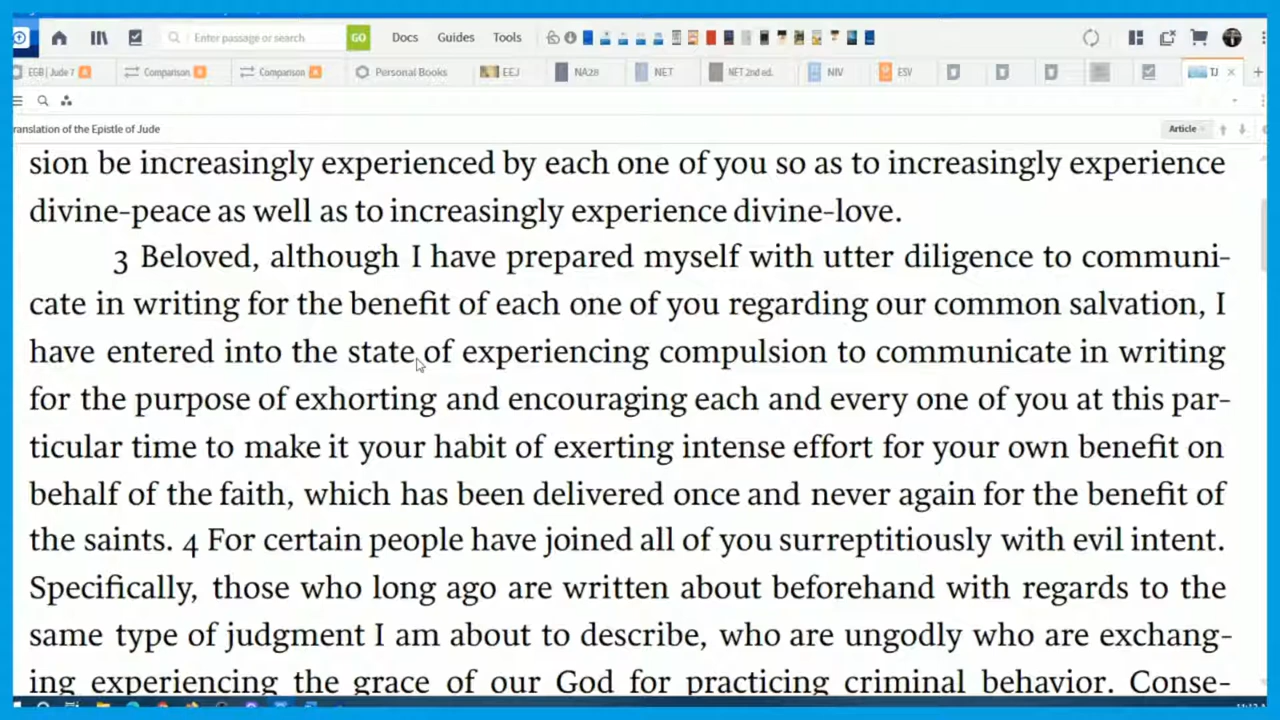 Enter passage or search GO Docs Guides Tools
EGB | Jude 7 Comparison Comparison Personal Books EEJ NA28 NET NET 2nd ed. NIV ESV TJ
ranslation of the Epistle of Jude Article
sion be increasingly experienced by each one of you so as to increasingly experience
divine-peace as well as to increasingly experience divine-love.
3 Beloved, although I have prepared myself with utter diligence to communi-
cate in writing for the benefit of each one of you regarding our common salvation, I
have entered into the state of experiencing compulsion to communicate in writing
for the purpose of exhorting and encouraging each and every one of you at this par-
ticular time to make it your habit of exerting intense effort for your own benefit on
behalf of the faith, which has been delivered once and never again for the benefit of
the saints. 4 For certain people have joined all of you surreptitiously with evil intent.
Specifically, those who long ago are written about beforehand with regards to the
same type of judgment I am about to describe, who are ungodly who are exchang-
ing experiencing the grace of our God for practicing criminal behavior. Conse-